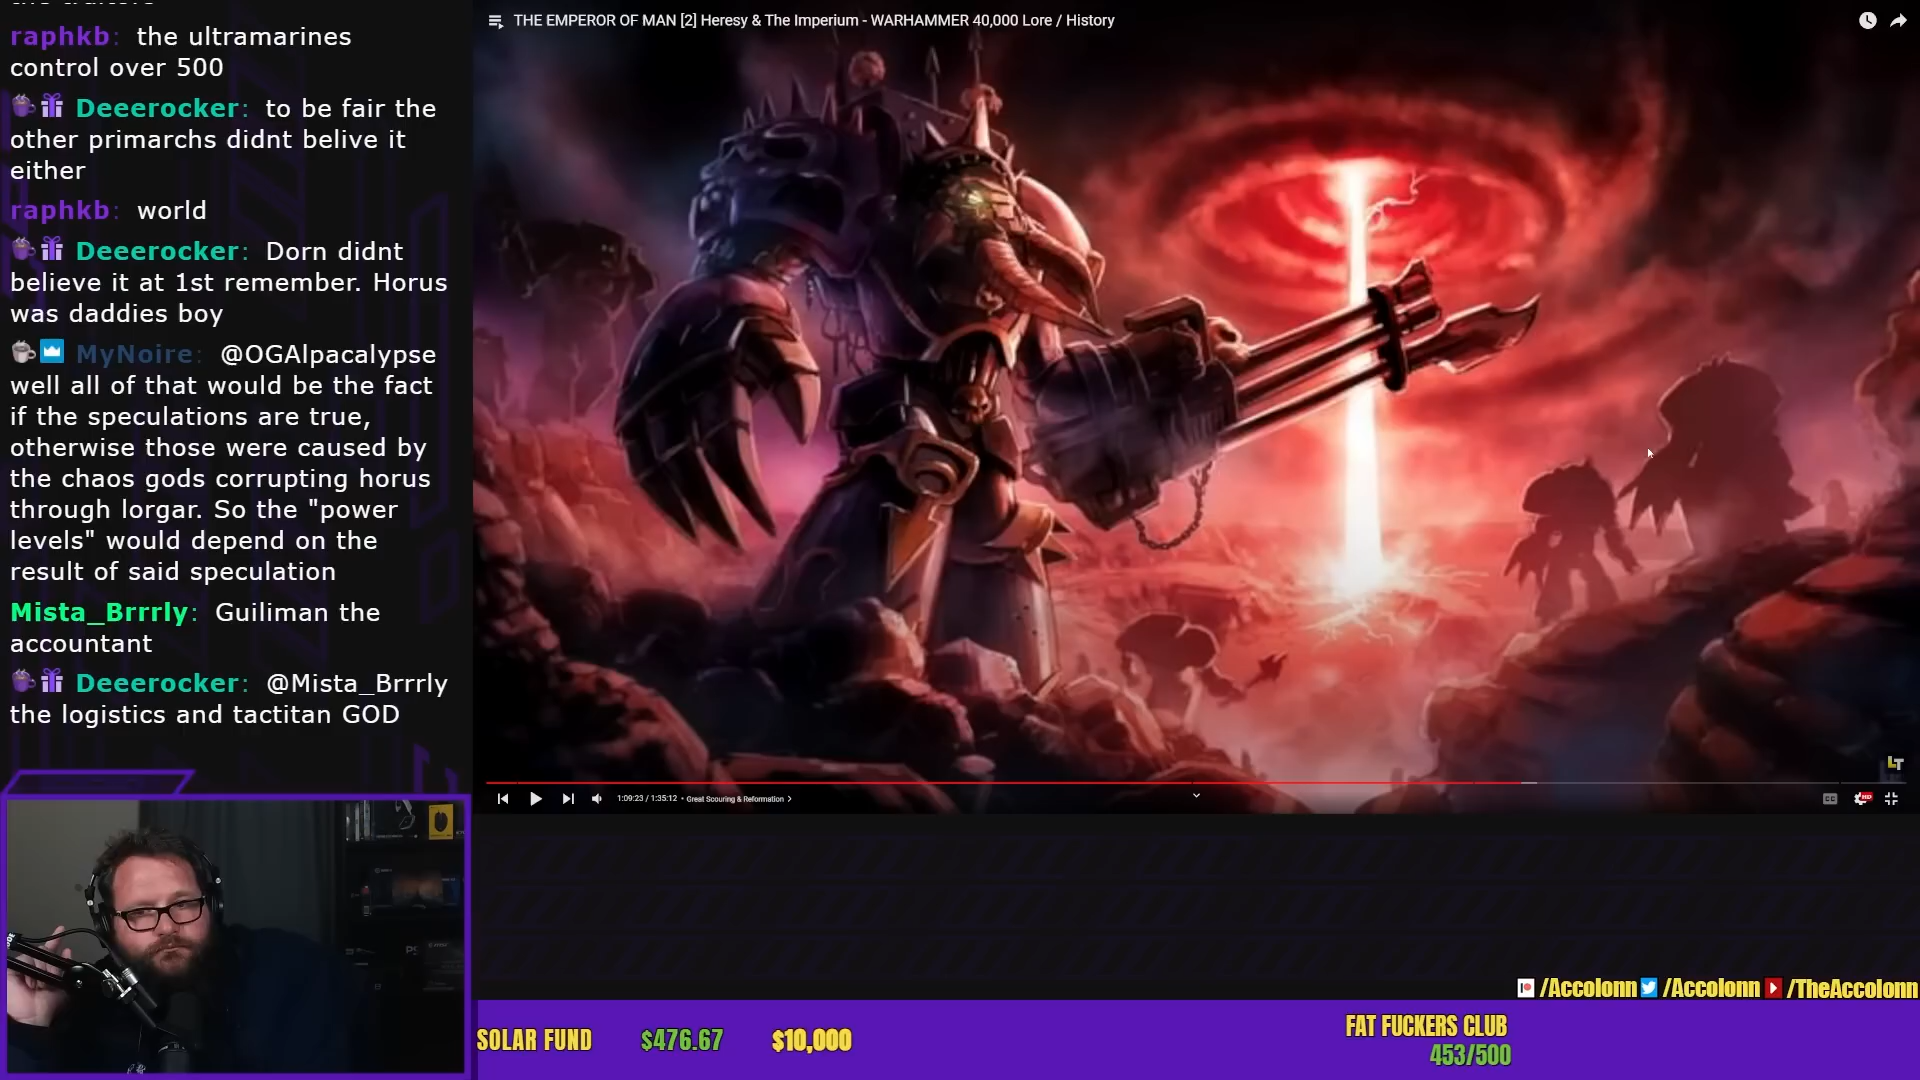 raphkb: the ultramarines
control over 500
Deeerocker: to be fair the
other primarchs didnt belive it
either
raphkb: world
Deeerocker: Dorn didnt
believe it at 1st remember. Horus
was daddies boy
MyNoire: @OGAlpacalypse
well all of that would be the fact
if the speculations are true,
otherwise those were caused by
the chaos gods corrupting horus
through lorgar. So the "power
levels" would depend on the
result of said speculation
Mista_Brrrly: Guiliman the
accountant
Deeerocker: @Mista_Brrrly
the logistics and tactitan GOD
THE EMPEROR OF MAN [2] Heresy & The Imperium - WARHAMMER 40,000 Lore / History
LT
1:09:23 / 1:35:12 • Great Scouring & Reformation >
CC
HD
/Accolonn /Accolonn /TheAccolonn
SOLAR FUND $476.67 $10,000
FAT FUCKERS CLUB
453/500